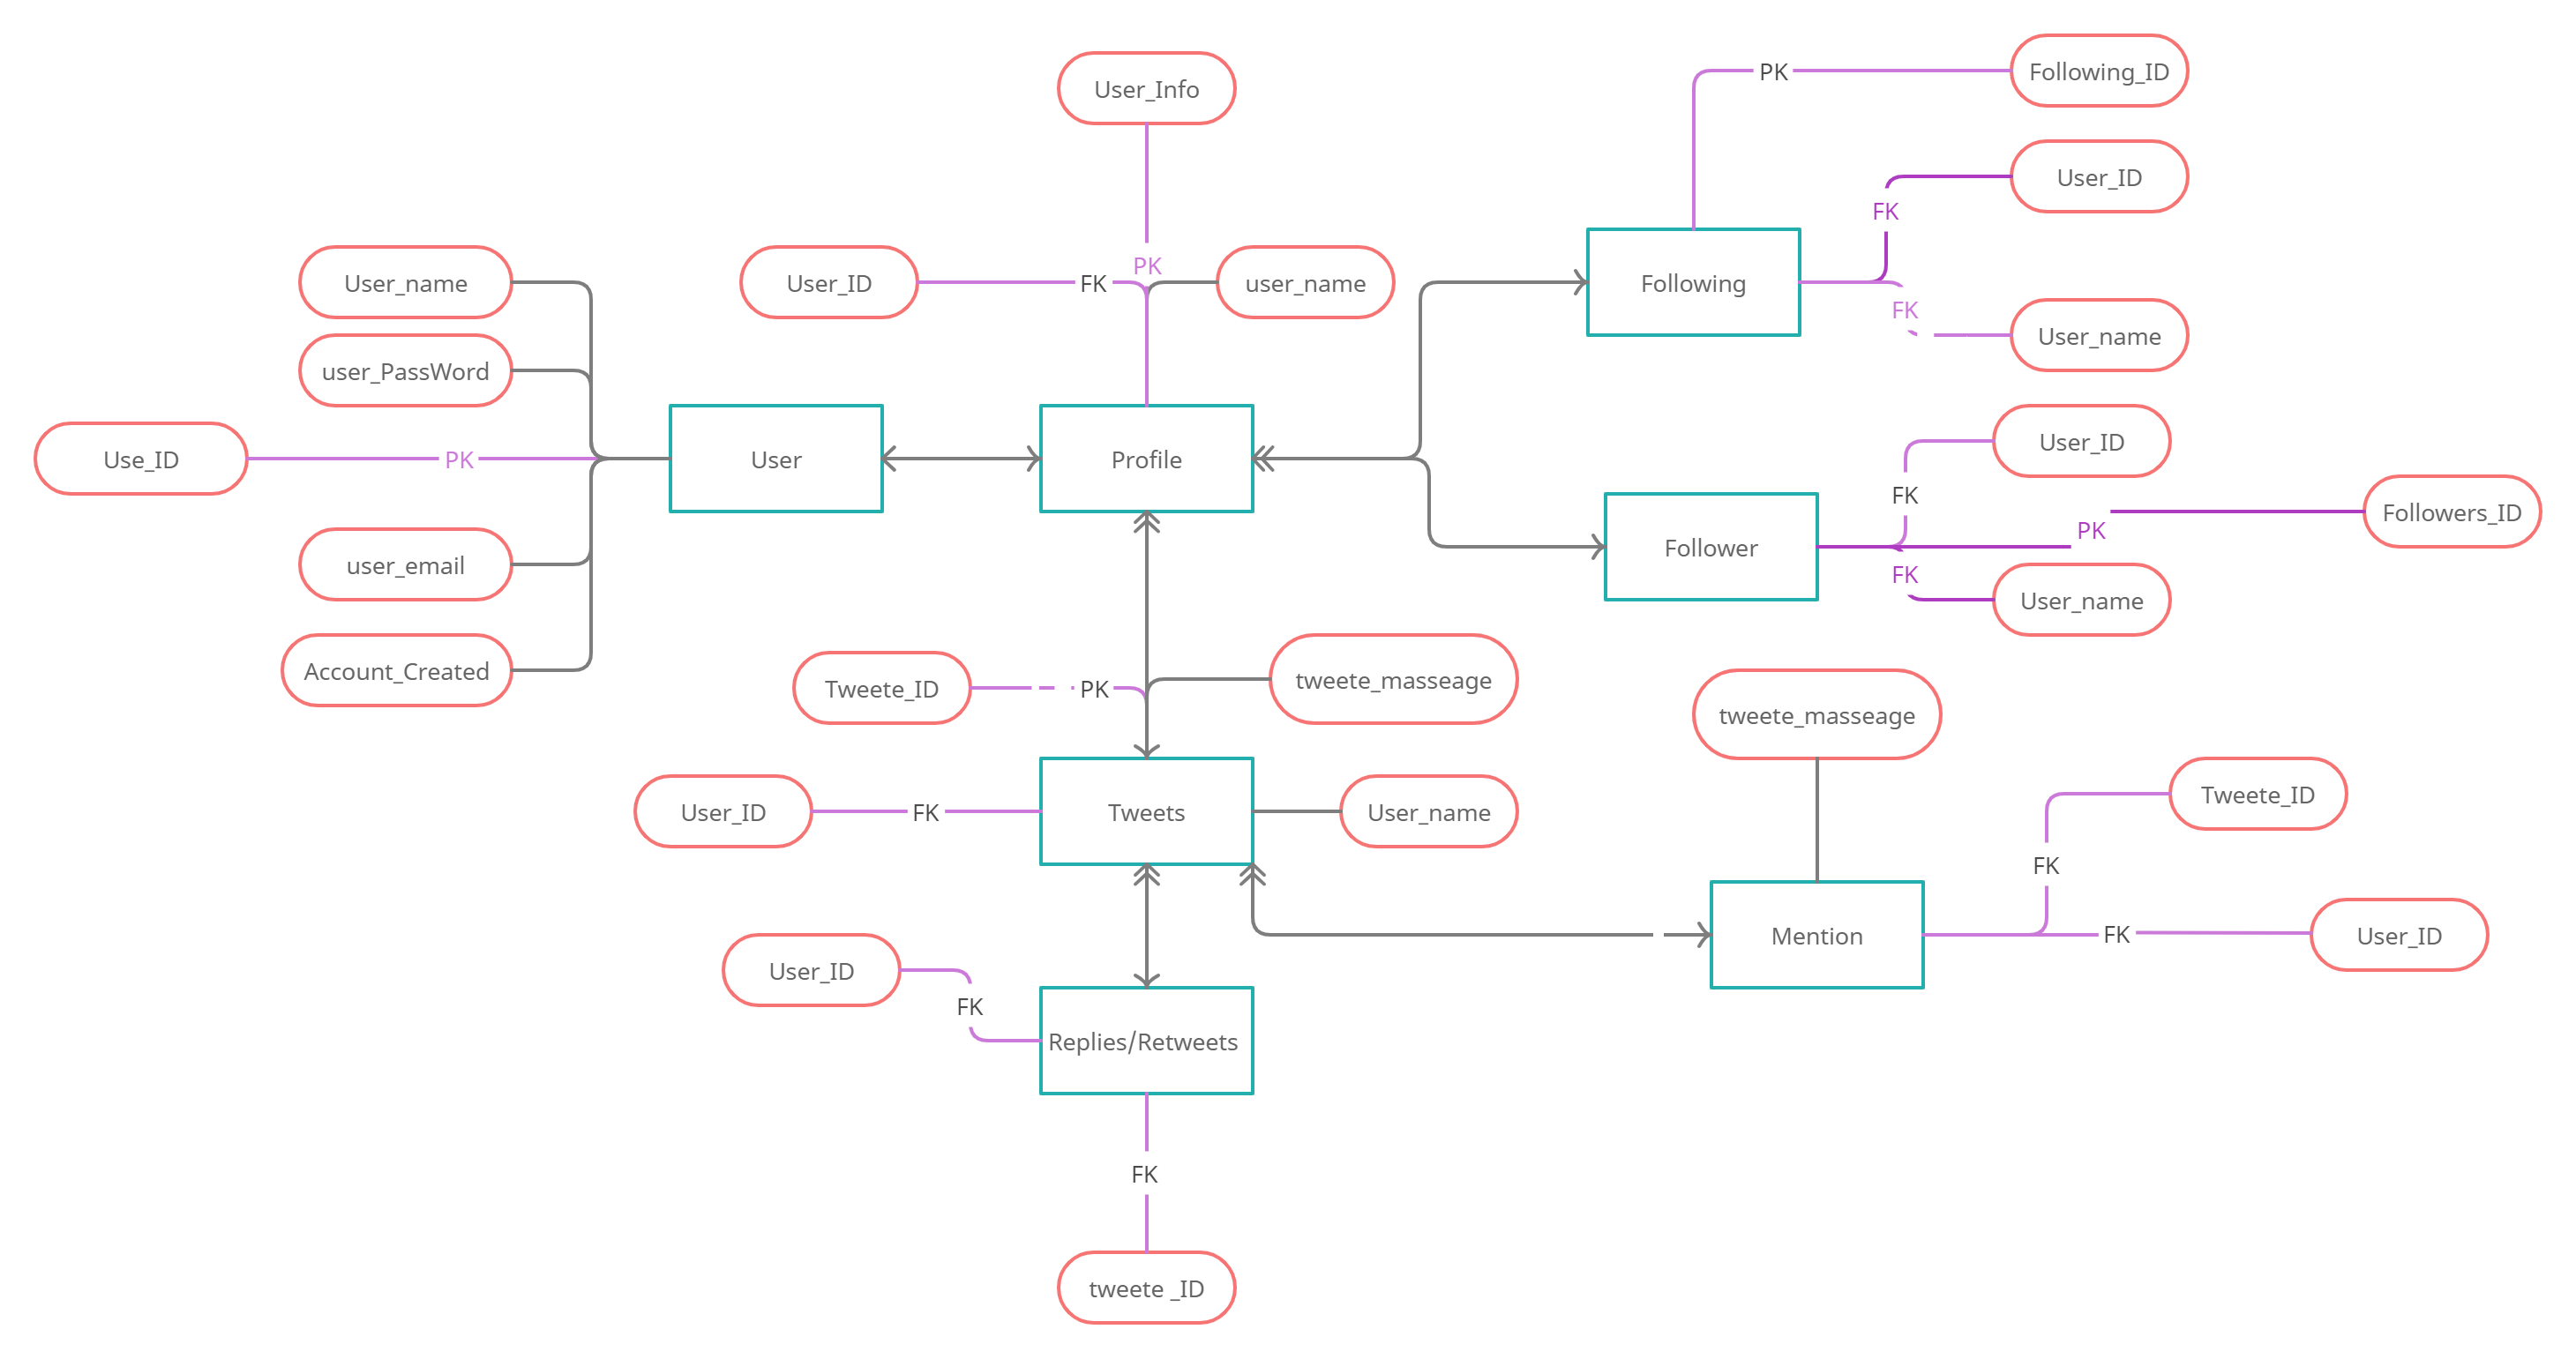 Following_ID
PK
User_Info
User_ID
FK
PK
User_name
User_ID
FK
user_name
Following
FK
User_name
user_PassWord
User_ID
Use_ID
PK
User
Profile
FK
Followers_ID
PK
Follower
user_email
FK
User_name
Account_Created
Tweete_ID
PK
tweete_masseage
tweete_masseage
Tweete_ID
User_ID
FK
Tweets
User_name
FK
Mention
FK
User_ID
User_ID
FK
Replies/Retweets
FK
tweete _ID